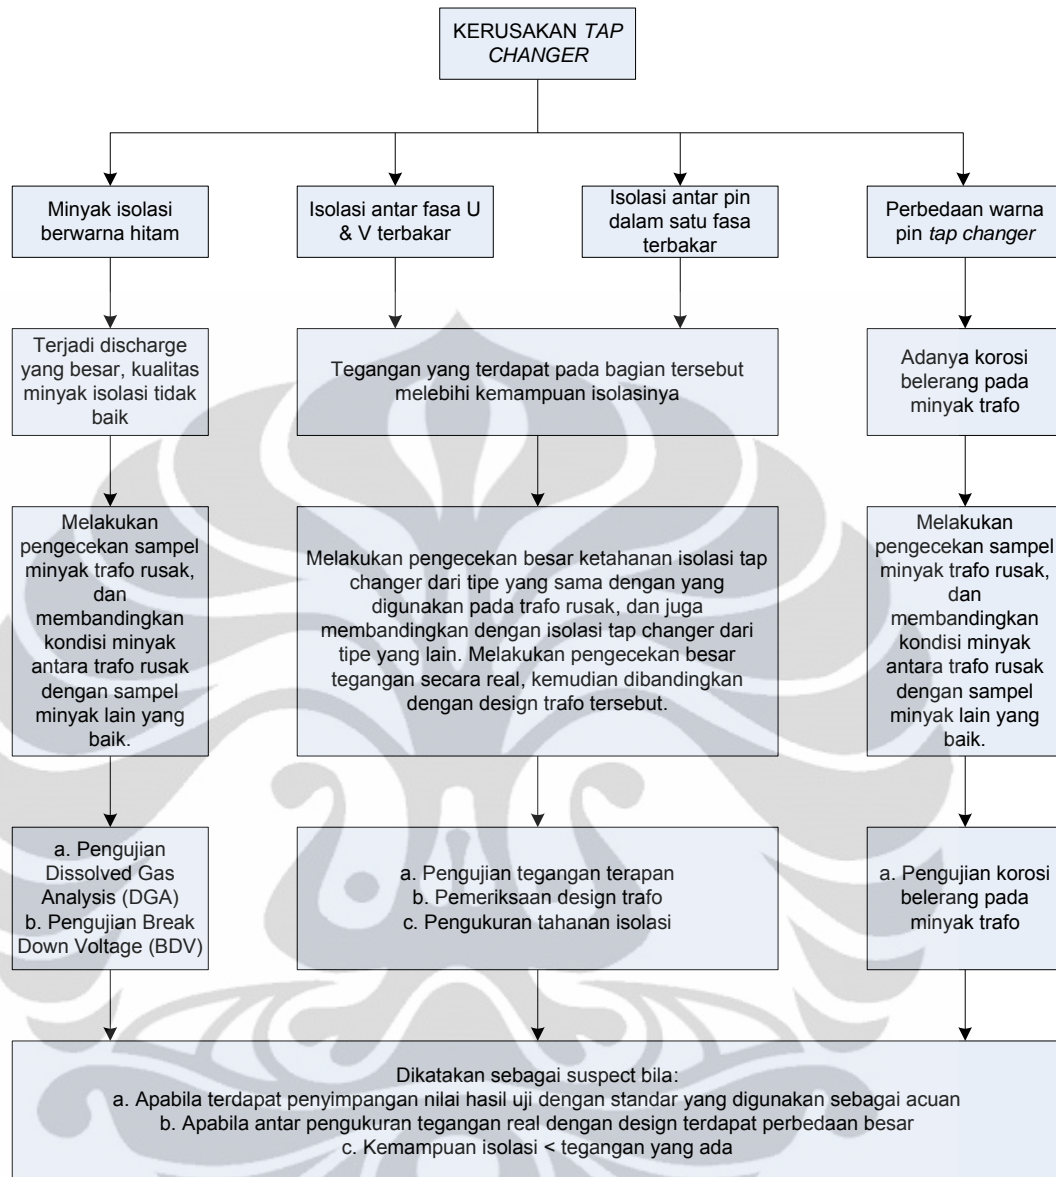 KERUSAKAN TAP
CHANGER
Minyak isolasi
berwarna hitam
Isolasi antar fasa U
& V terbakar
Isolasi antar pin
dalam satu fasa
terbakar
Perbedaan warna
pin tap changer
Terjadi discharge
yang besar, kualitas
minyak isolasi tidak
baik
Tegangan yang terdapat pada bagian tersebut
melebihi kemampuan isolasinya
Adanya korosi
belerang pada
minyak trafo
Melakukan
pengecekan sampel
minyak trafo rusak,
dan
membandingkan
kondisi minyak
antara trafo rusak
dengan sampel
minyak lain yang
baik.
Melakukan pengecekan besar ketahanan isolasi tap
changer dari tipe yang sama dengan yang
digunakan pada trafo rusak, dan juga
membandingkan dengan isolasi tap changer dari
tipe yang lain. Melakukan pengecekan besar
tegangan secara real, kemudian dibandingkan
dengan design trafo tersebut.
Melakukan
pengecekan sampel
minyak trafo rusak,
dan
membandingkan
kondisi minyak
antara trafo rusak
dengan sampel
minyak lain yang
baik.
a. Pengujian
Dissolved Gas
Analysis (DGA)
b. Pengujian Break
Down Voltage (BDV)
a. Pengujian tegangan terapan
b. Pemeriksaan design trafo
c. Pengukuran tahanan isolasi
a. Pengujian korosi
belerang pada
minyak trafo
Dikatakan sebagai suspect bila:
a. Apabila terdapat penyimpangan nilai hasil uji dengan standar yang digunakan sebagai acuan
b. Apabila antar pengukuran tegangan real dengan design terdapat perbedaan besar
c. Kemampuan isolasi < tegangan yang ada